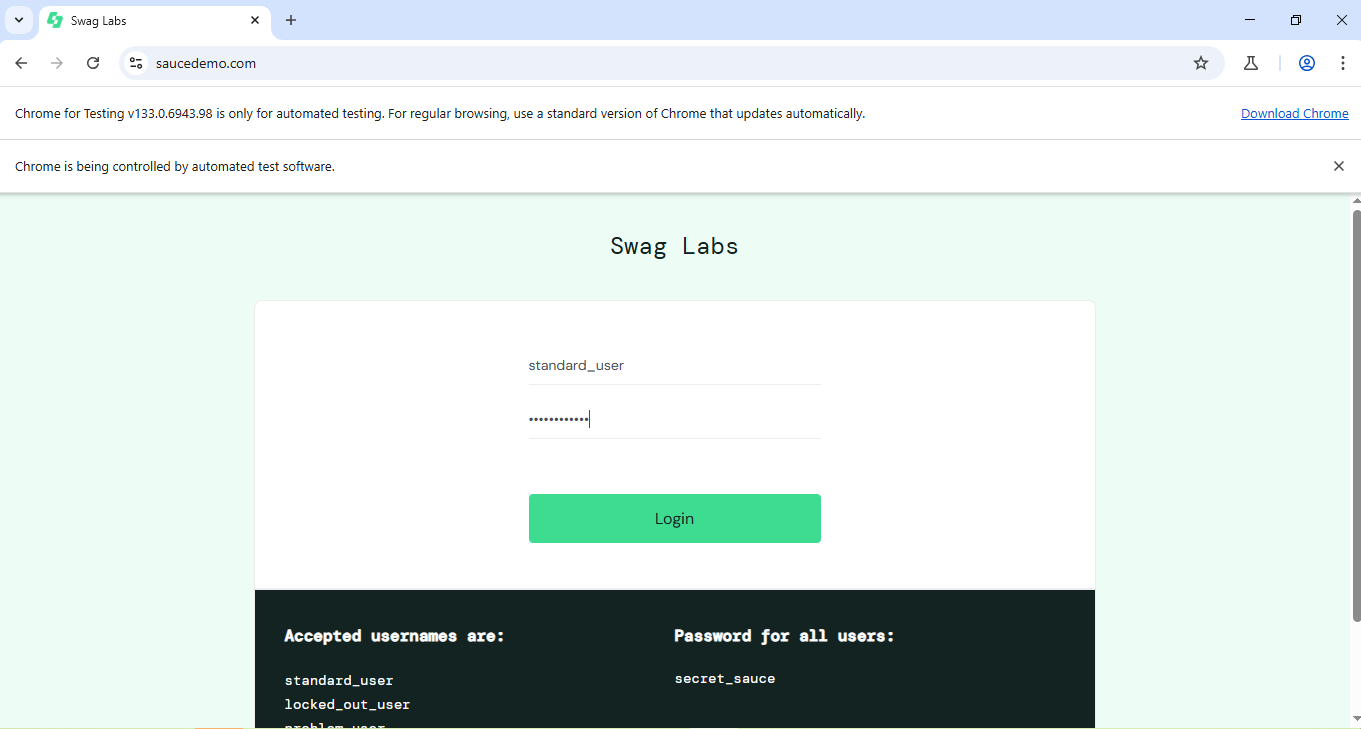 Swag Labs
saucedemo.com
Chrome for Testing v133.0.6943.98 is only for automated testing. For regular browsing, use a standard version of Chrome that updates automatically.
Download Chrome
Chrome is being controlled by automated test software.
Swag Labs
standard_user
••••••••••••
Login
Accepted usernames are:
standard_user
locked_out_user
problem_user
Password for all users:
secret_sauce